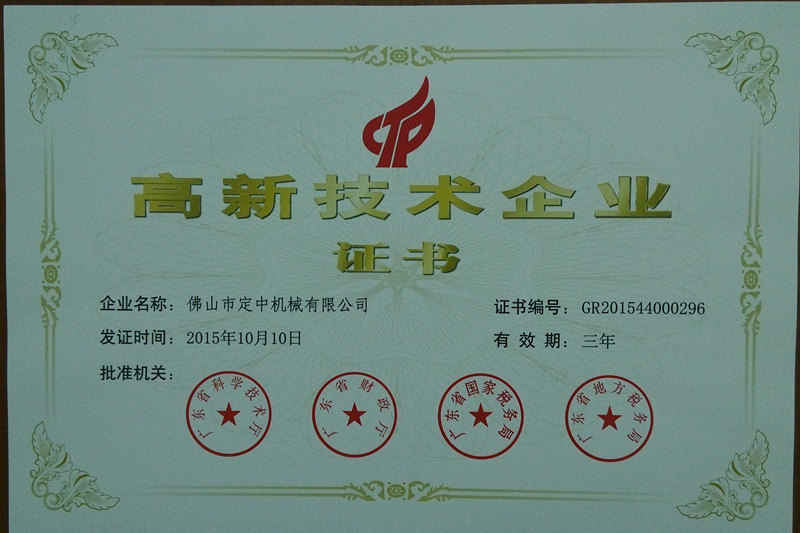 15
CTP
高新技术企业
证书
企业名称：佛山市定中机械有限公司
证书编号：GR201544000296
发证时间：2015年10月10日
有效期：三年
批准机关：
广东省科学技术厅
广东省财政厅
广东省国家税务局
广东省地方税务局